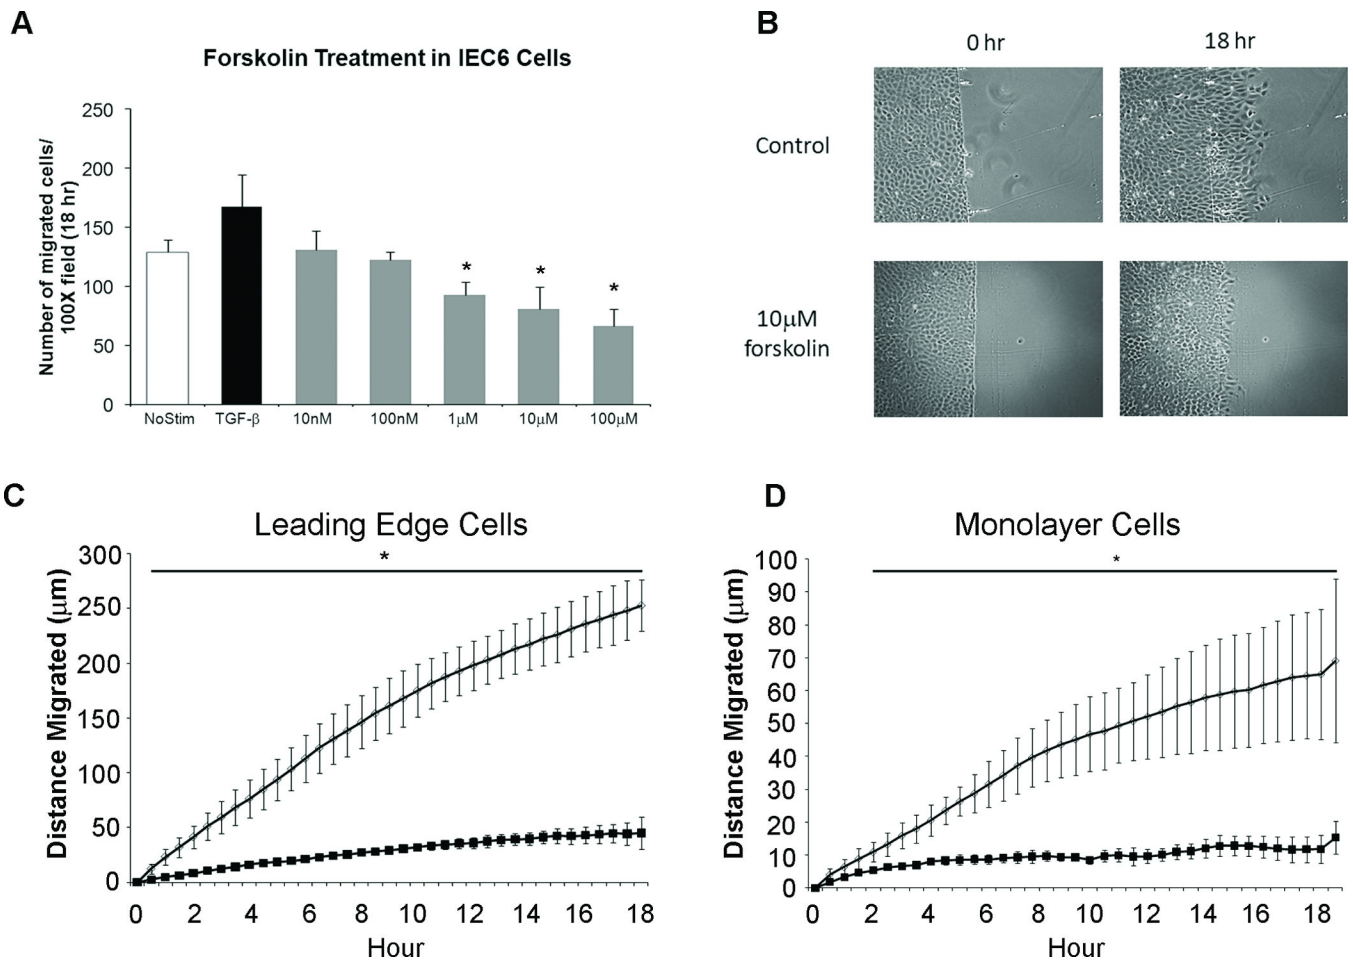 A
Forskolin Treatment in IEC6 Cells
Number of migrated cells/
100X field (18 hr)
250
200
150
100
50
0
*
*
*
NoStim TGF-β 10nM 100nM 1μM 10μM 100μM
B
0 hr 18 hr
Control
10μM
forskolin
C
Leading Edge Cells
*
Distance Migrated (μm)
300
250
200
150
100
50
0
0 2 4 6 8 10 12 14 16 18
Hour
D
Monolayer Cells
*
Distance Migrated (μm)
100
90
80
70
60
50
40
30
20
10
0
0 2 4 6 8 10 12 14 16 18
Hour